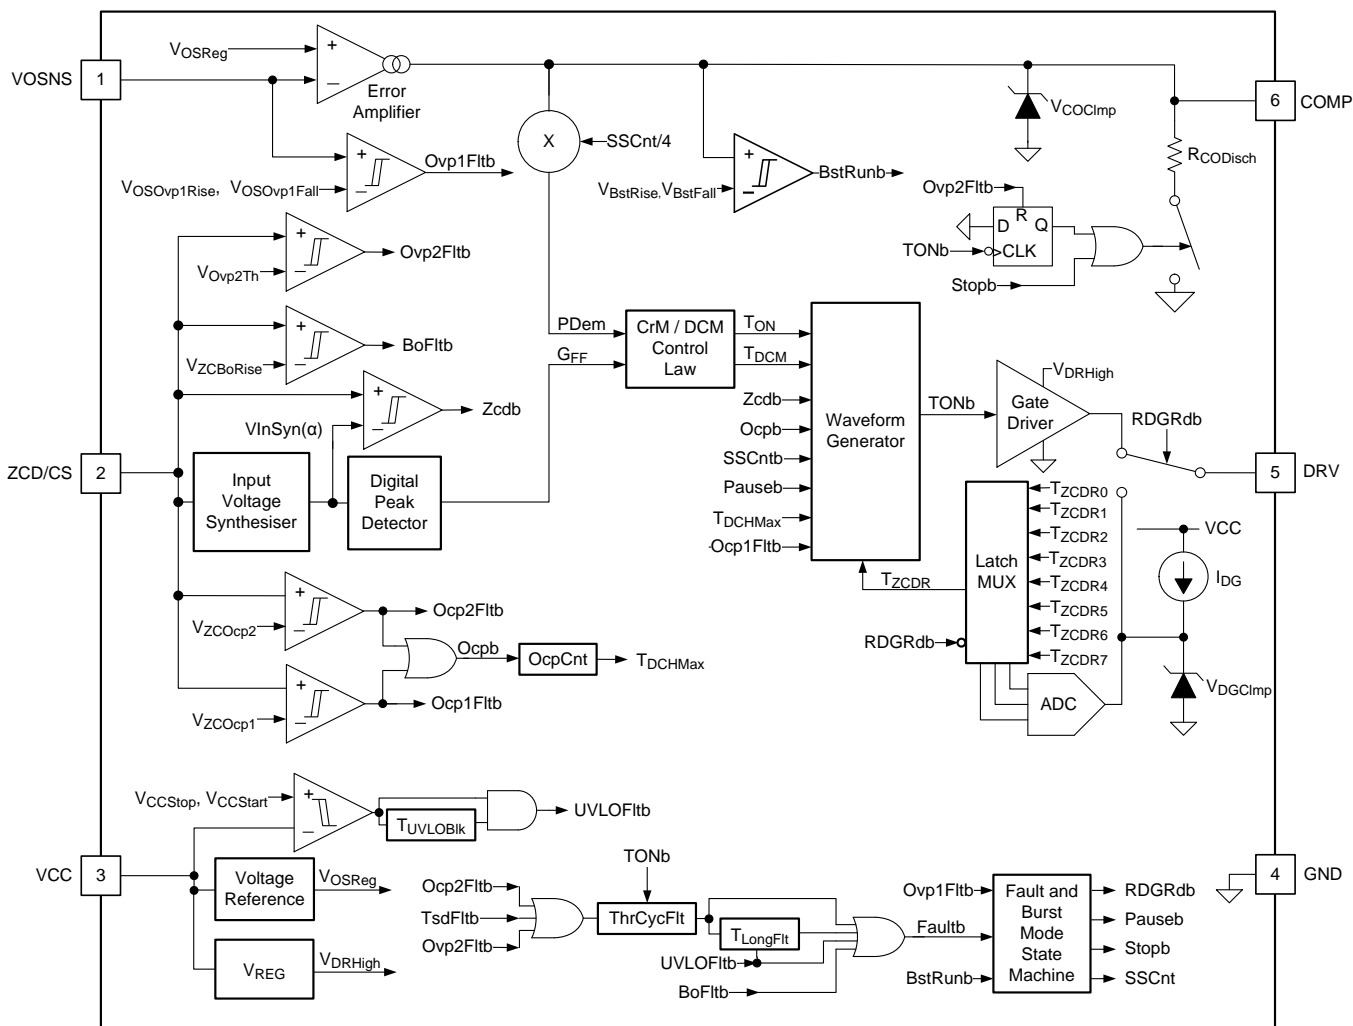 VOSNS
1
VOSReg
+
−
Error
Amplifier
X
SSCnt/4
VCOClmp
6
COMP
RCODisch
+
−
Ovp1Fltb
VOSOvp1Rise, VOSOvp1Fall
+
−
BstRunb
VBstRise, VBstFall
Ovp2Fltb
R
D
Q
CLK
TONb
Stopb
+
−
Ovp2Fltb
VOvp2Th
+
−
BoFltb
VZCBoRise
PDem
GFF
CrM / DCM
Control
Law
TON
TDCM
+
−
Zcdb
VInSyn(α)
Zcdb
Ocpb
SSCntb
Pauseb
TDCHMax
Ocp1Fltb
Waveform
Generator
TONb
VDRHigh
Gate
Driver
RDGRdb
5
DRV
ZCD/CS
2
Input
Voltage
Synthesiser
Digital
Peak
Detector
TZCDR
Latch
MUX
TZCDR0
TZCDR1
TZCDR2
TZCDR3
TZCDR4
TZCDR5
TZCDR6
TZCDR7
RDGRdb
ADC
VCC
IDG
VDGClmp
+
−
Ocp2Fltb
VZCOcp2
Ocpb
OcpCnt
TDCHMax
+
−
Ocp1Fltb
VZCOcp1
VCCStop, VCCStart
+
−
TUVLOBlk
UVLOFltb
VCC
3
Voltage
Reference
VOSReg
VREG
VDRHigh
TONb
Ocp2Fltb
TsdFltb
Ovp2Fltb
ThrCycFlt
TLongFlt
UVLOFltb
BoFltb
Faultb
Ovp1Fltb
BstRunb
Fault and
Burst
Mode
State
Machine
RDGRdb
Pauseb
Stopb
SSCnt
4
GND